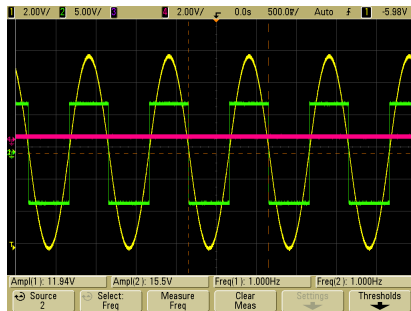 1 2.00V/ 2 5.00V/ 3 4 2.00V/ 0.0s 500.0▽/ Auto 1 -5.98V
Ampl(1): 11.94V Ampl(2): 15.5V Freq(1): 1.000Hz Freq(2): 1.000Hz
Source Select: Measure Clear Settings Thresholds
2 Freq Freq Meas